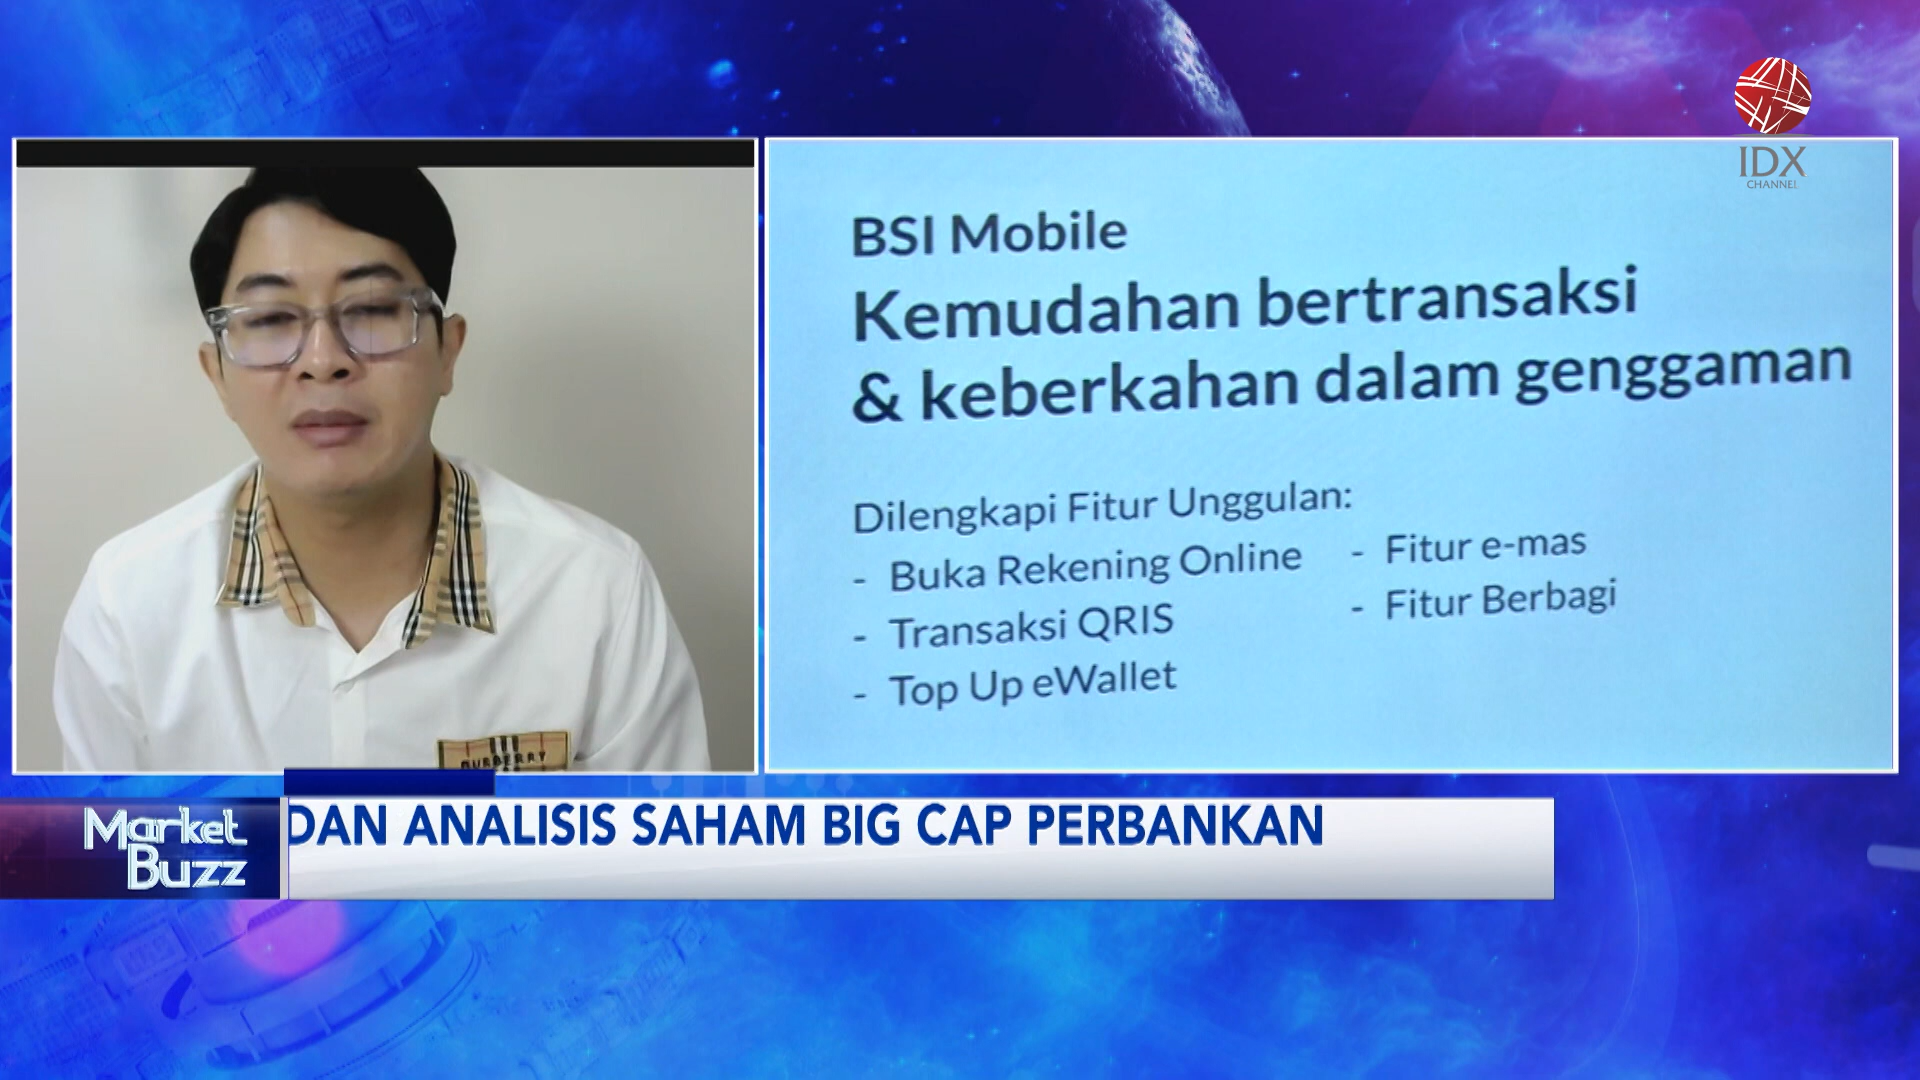 IDX
CHANNEL
BSI Mobile
Kemudahan bertransaksi
& keberkahan dalam genggaman
Dilengkapi Fitur Unggulan:
- Buka Rekening Online
- Transaksi QRIS
- Top Up eWallet
- Fitur e-mas
- Fitur Berbagi
BURBERRY
Market
Buzz
DAN ANALISIS SAHAM BIG CAP PERBANKAN